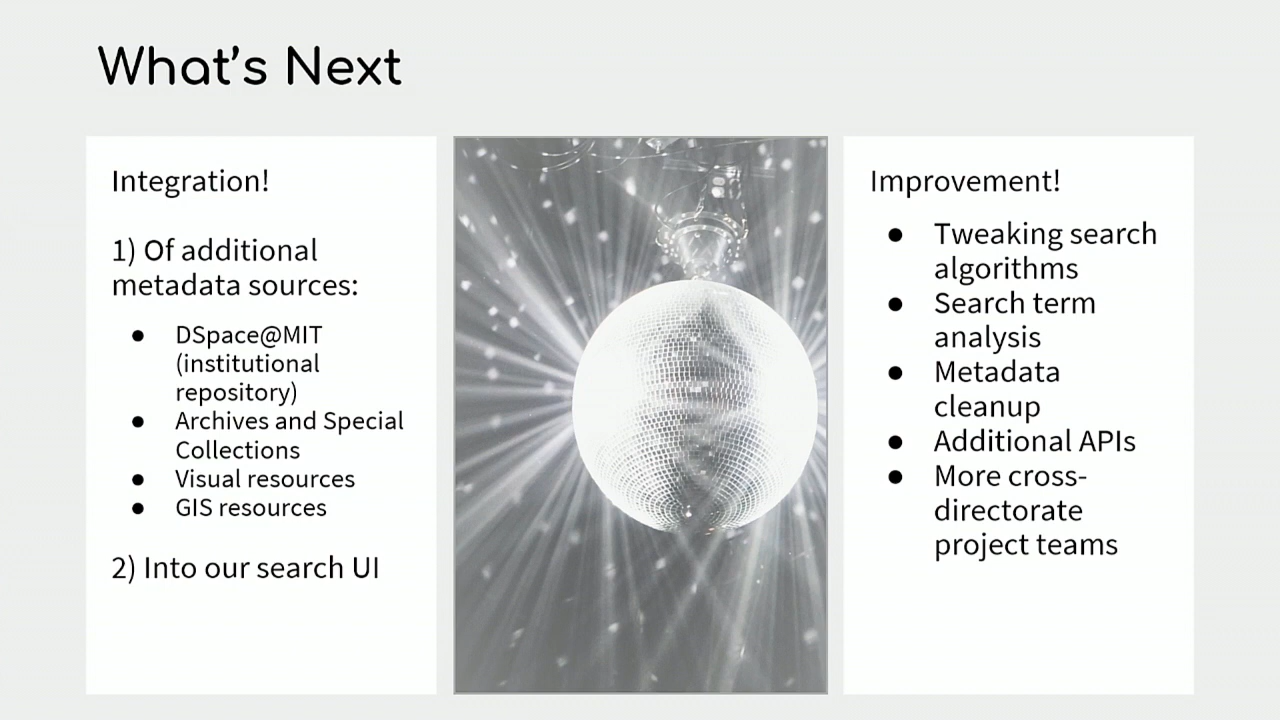 What's Next
Integration!
1) Of additional
metadata sources:
● DSpace@MIT
(institutional
repository)
● Archives and Special
Collections
● Visual resources
● GIS resources
2) Into our search UI
Improvement!
● Tweaking search
algorithms
● Search term
analysis
● Metadata
cleanup
● Additional APIs
● More cross-
directorate
project teams